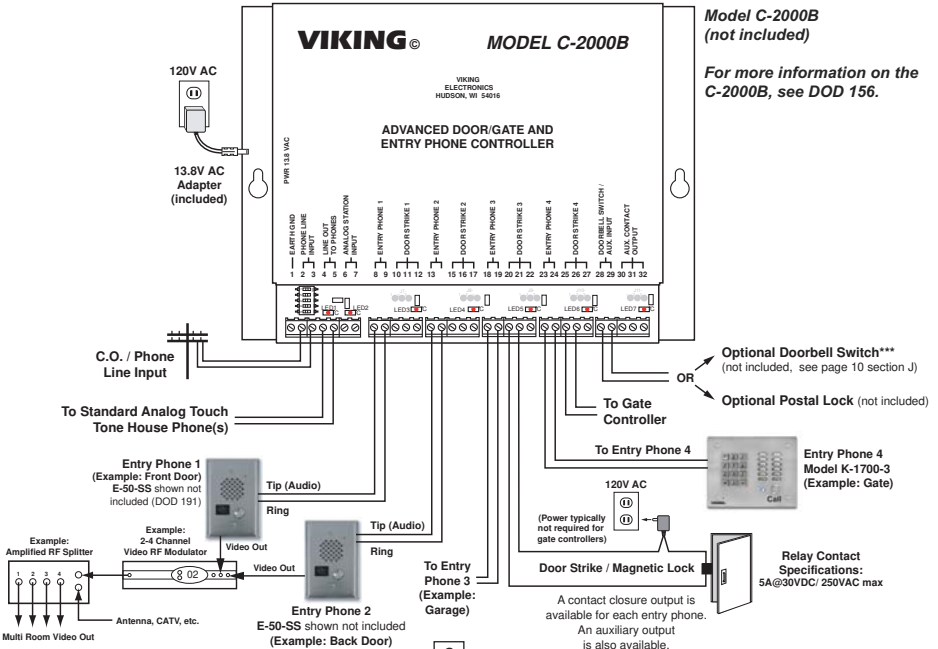 VIKING©
MODEL C-2000B
Model C-2000B
(not included)
For more information on the
C-2000B, see DOD 156.
120V AC
VIKING
ELECTRONICS
HUDSON, WI 54016
ADVANCED DOOR/GATE AND
ENTRY PHONE CONTROLLER
PWR 13.8 VAC
13.8V AC
Adapter
(included)
EARTH GND
PHONE LINE
INPUT
LINE OUT
TO PHONES
ANALOG STATION
INPUT
ENTRY PHONE 1
DOOR STRIKE 1
ENTRY PHONE 2
DOOR STRIKE 2
ENTRY PHONE 3
DOOR STRIKE 3
ENTRY PHONE 4
DOOR STRIKE 4
DOORBELL SWITCH /
AUX. INPUT
AUX. CONTACT
OUTPUT
1 2 3 4 5 6 7 8 9 10 11 12 13 15 16 17 18 19 20 21 22 23 24 25 26 27 28 29 30 31 32
LED1 LED2 LED3 LED4 LED5 LED6 LED7
C.O. / Phone
Line Input
To Standard Analog Touch
Tone House Phone(s)
OR
Optional Doorbell Switch***
(not included, see page 10 section J)
Optional Postal Lock (not included)
To Gate
Controller
To Entry Phone 4
Entry Phone 4
Model K-1700-3
(Example: Gate)
Call
Entry Phone 1
(Example: Front Door)
E-50-SS shown not
included (DOD 191)
Tip (Audio)
Ring
120V AC
(Power typically
not required for
gate controllers)
Example:
Amplified RF Splitter
1 2 3 4
Example:
2-4 Channel
Video RF Modulator
02
Video Out
Video Out
Tip (Audio)
Ring
To Entry
Phone 3
(Example:
Garage)
Door Strike / Magnetic Lock
Relay Contact
Specifications:
5A@30VDC/ 250VAC max
A contact closure output is
available for each entry phone.
An auxiliary output
is also available.
Antenna, CATV, etc.
Multi Room Video Out
Entry Phone 2
E-50-SS shown not included
(Example: Back Door)